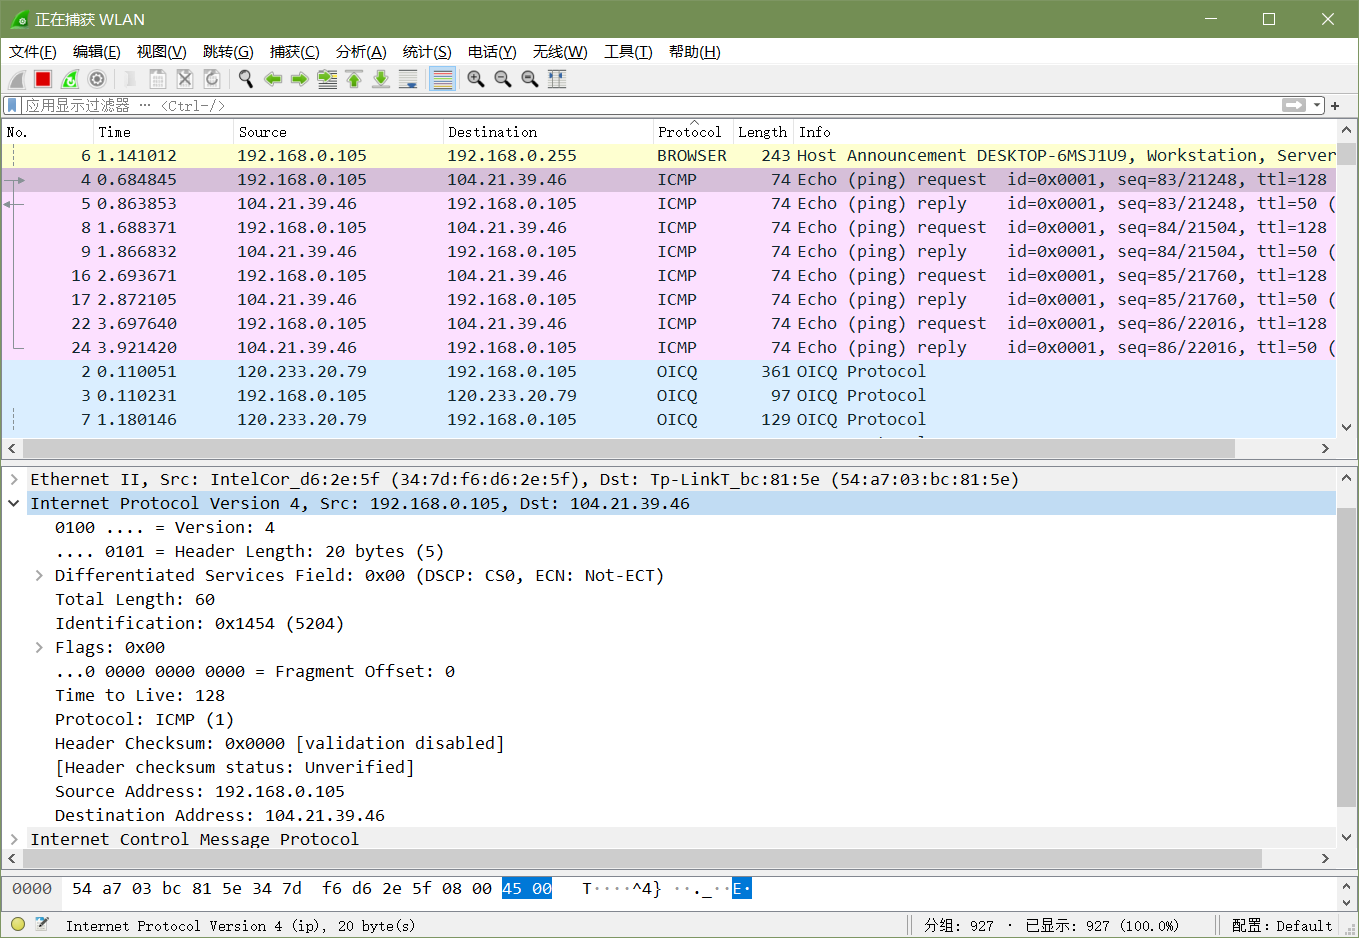 正在捕获 WLAN
文件(F) 编辑(E) 视图(V) 跳转(G) 捕获(C) 分析(A) 统计(S) 电话(Y) 无线(W) 工具(T) 帮助(H)
应用显示过滤器 … <Ctrl-/>
No. Time Source Destination Protocol Length Info
6 1.141012 192.168.0.105 192.168.0.255 BROWSER 243 Host Announcement DESKTOP-6MSJ1U9, Workstation, Server
4 0.684845 192.168.0.105 104.21.39.46 ICMP 74 Echo (ping) request id=0x0001, seq=83/21248, ttl=128
5 0.863853 104.21.39.46 192.168.0.105 ICMP 74 Echo (ping) reply id=0x0001, seq=83/21248, ttl=50 (
8 1.688371 192.168.0.105 104.21.39.46 ICMP 74 Echo (ping) request id=0x0001, seq=84/21504, ttl=128
9 1.866832 104.21.39.46 192.168.0.105 ICMP 74 Echo (ping) reply id=0x0001, seq=84/21504, ttl=50 (
16 2.693671 192.168.0.105 104.21.39.46 ICMP 74 Echo (ping) request id=0x0001, seq=85/21760, ttl=128
17 2.872105 104.21.39.46 192.168.0.105 ICMP 74 Echo (ping) reply id=0x0001, seq=85/21760, ttl=50 (
22 3.697640 192.168.0.105 104.21.39.46 ICMP 74 Echo (ping) request id=0x0001, seq=86/22016, ttl=128
24 3.921420 104.21.39.46 192.168.0.105 ICMP 74 Echo (ping) reply id=0x0001, seq=86/22016, ttl=50 (
2 0.110051 120.233.20.79 192.168.0.105 OICQ 361 OICQ Protocol
3 0.110231 192.168.0.105 120.233.20.79 OICQ 97 OICQ Protocol
7 1.180146 120.233.20.79 192.168.0.105 OICQ 129 OICQ Protocol
Ethernet II, Src: IntelCor_d6:2e:5f (34:7d:f6:d6:2e:5f), Dst: Tp-LinkT_bc:81:5e (54:a7:03:bc:81:5e)
Internet Protocol Version 4, Src: 192.168.0.105, Dst: 104.21.39.46
0100 .... = Version: 4
.... 0101 = Header Length: 20 bytes (5)
Differentiated Services Field: 0x00 (DSCP: CS0, ECN: Not-ECT)
Total Length: 60
Identification: 0x1454 (5204)
Flags: 0x00
...0 0000 0000 0000 = Fragment Offset: 0
Time to Live: 128
Protocol: ICMP (1)
Header Checksum: 0x0000 [validation disabled]
[Header checksum status: Unverified]
Source Address: 192.168.0.105
Destination Address: 104.21.39.46
Internet Control Message Protocol
0000 54 a7 03 bc 81 5e 34 7d f6 d6 2e 5f 08 00 45 00 T····^4} ··._··E·
Internet Protocol Version 4 (ip), 20 byte(s) 分组: 927 · 已显示: 927 (100.0%) 配置: Default